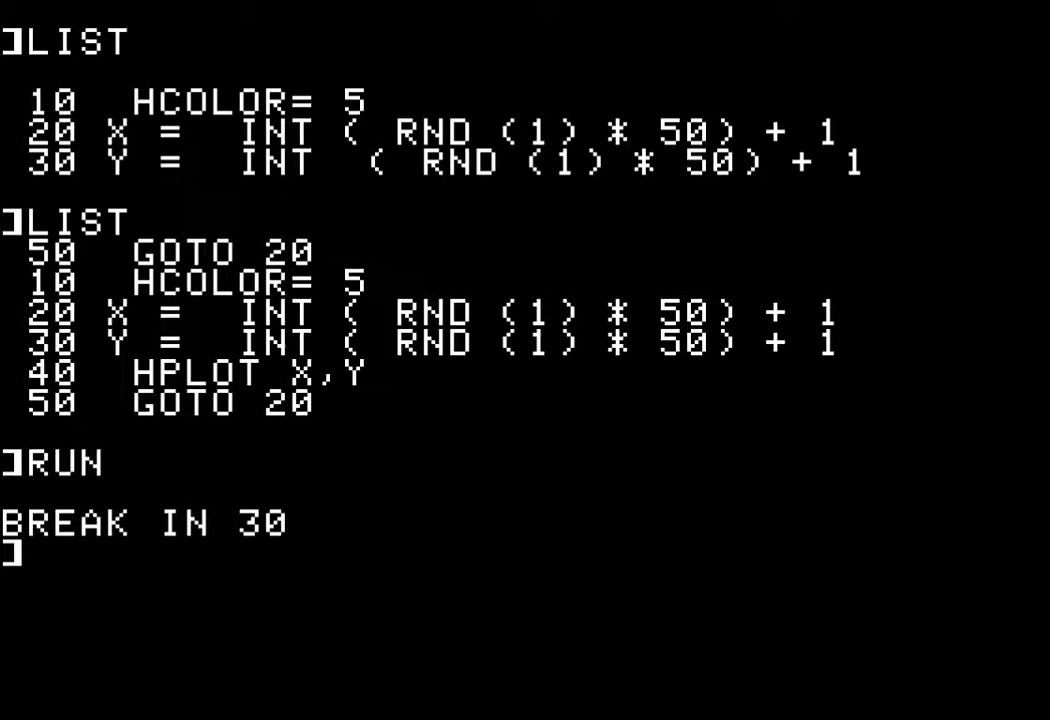 ]LIST
10 HCOLOR= 5
20 X = INT ( RND (1) * 50) + 1
30 Y = INT ( RND (1) * 50) + 1
]LIST
50 GOTO 20
10 HCOLOR= 5
20 X = INT ( RND (1) * 50) + 1
30 Y = INT ( RND (1) * 50) + 1
40 HPLOT X,Y
50 GOTO 20
]RUN
BREAK IN 30
]